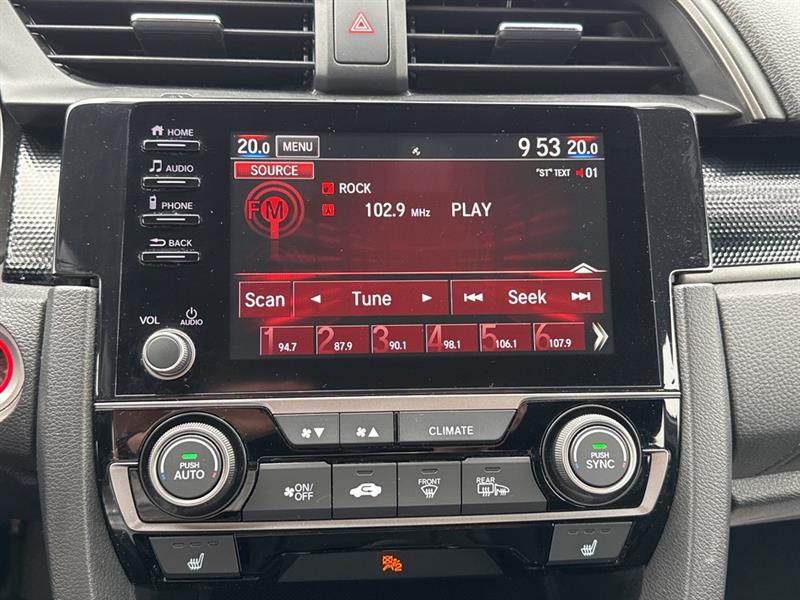 HOME
AUDIO
PHONE
BACK
VOL
AUDIO
20.0 MENU 9 53 20.0
SOURCE "ST" TEXT 01
ROCK
FM 102.9 MHz PLAY
Scan Tune Seek
1 94.7 2 87.9 3 90.1 4 98.1 5 106.1 6 107.9
CLIMATE
PUSH AUTO
PUSH SYNC
ON/OFF
FRONT
REAR
2